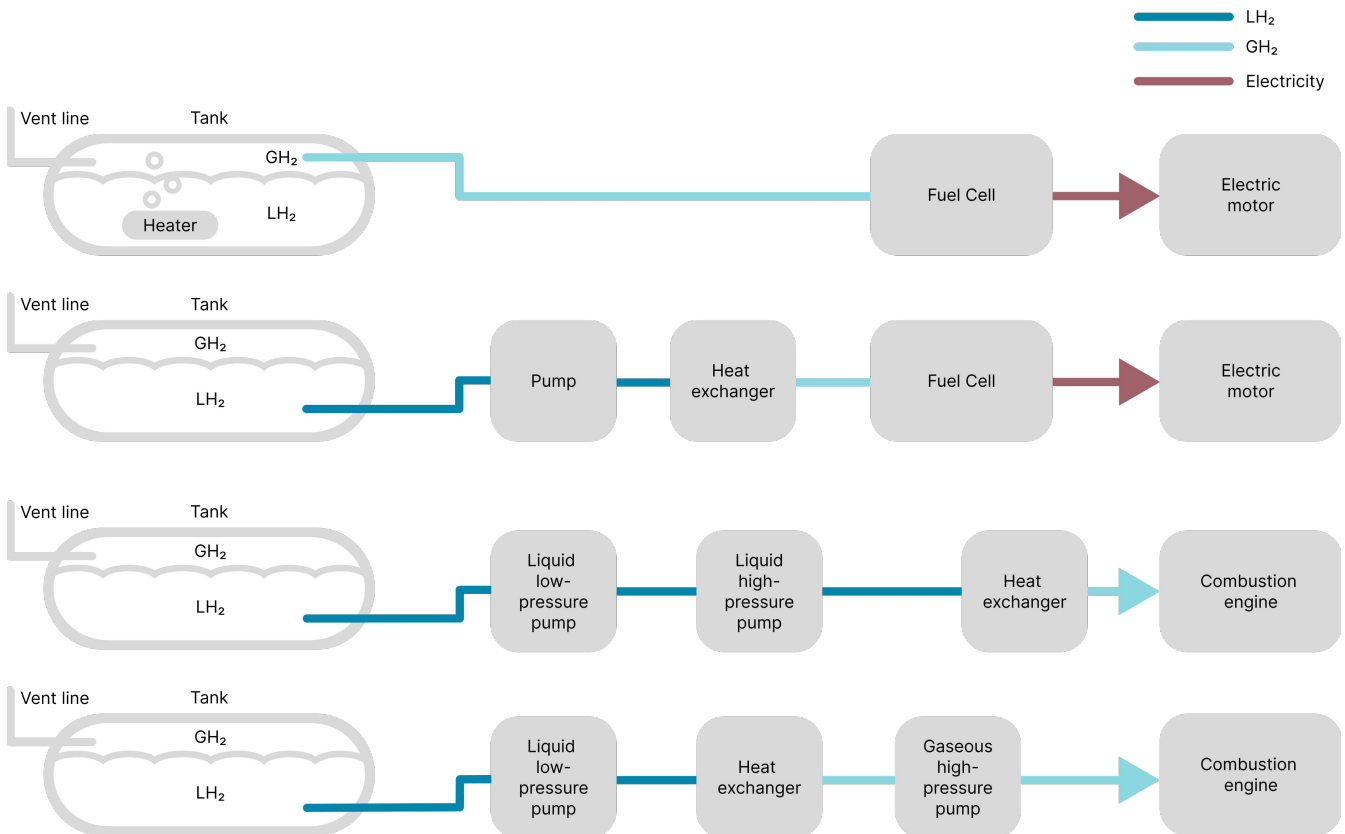 LH₂
GH₂
Electricity
Vent line
Tank
GH₂
LH₂
Heater
Fuel Cell
Electric
motor
Vent line
Tank
GH₂
LH₂
Pump
Heat
exchanger
Fuel Cell
Electric
motor
Vent line
Tank
GH₂
LH₂
Liquid
low-
pressure
pump
Liquid
high-
pressure
pump
Heat
exchanger
Combustion
engine
Vent line
Tank
GH₂
LH₂
Liquid
low-
pressure
pump
Heat
exchanger
Gaseous
high-
pressure
pump
Combustion
engine